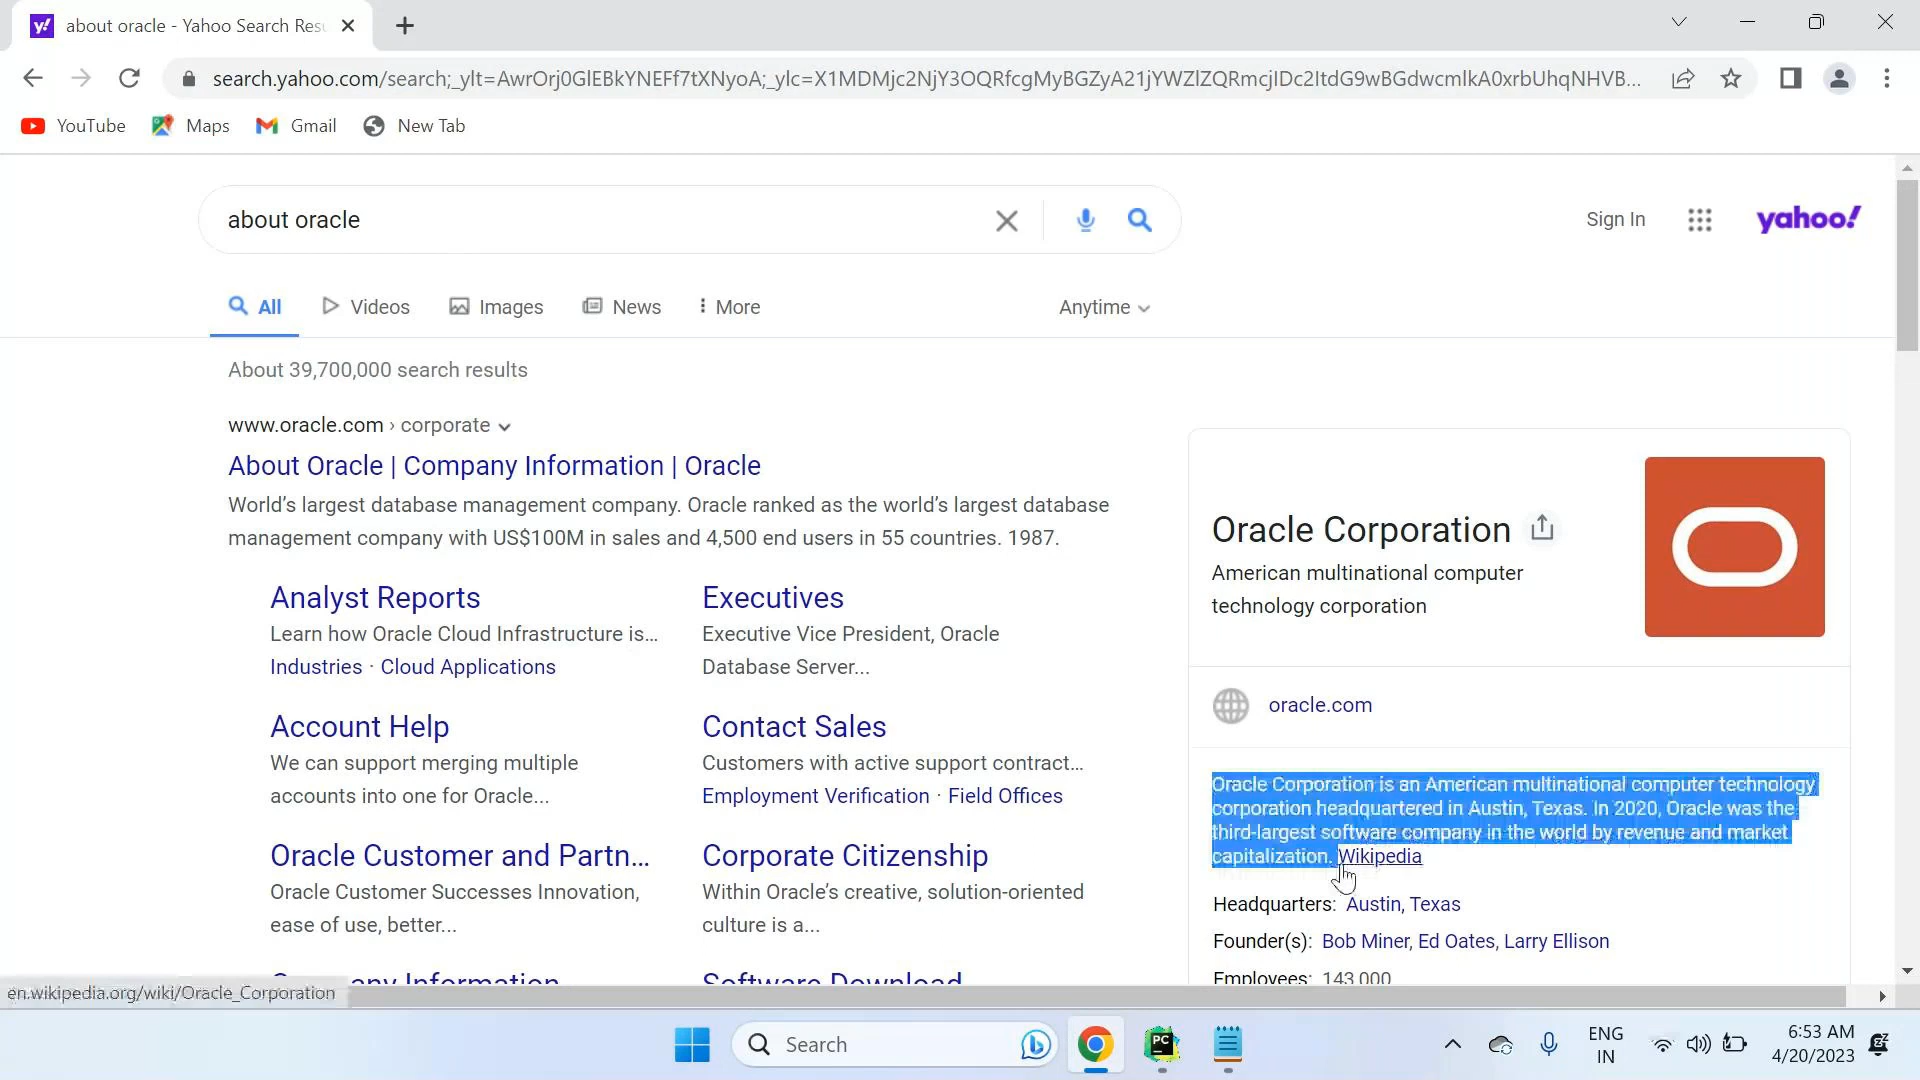 about oracle - Yahoo Search Res
search.yahoo.com/search;_ylt=AwrOrj0GlEBkYNEFf7tXNyoA;_ylc=X1MDMjc2NjY3OQRfcgMyBGZyA21jYWZlZQRmcjIDc2ItdG9wBGdwcmlkA0xrbUhqNHVB...
YouTube Maps Gmail New Tab
about oracle
Sign In
yahoo!
All Videos Images News More Anytime
About 39,700,000 search results
www.oracle.com › corporate
About Oracle | Company Information | Oracle
World's largest database management company. Oracle ranked as the world's largest database
management company with US$100M in sales and 4,500 end users in 55 countries. 1987.
Analyst Reports
Learn how Oracle Cloud Infrastructure is...
Industries · Cloud Applications
Executives
Executive Vice President, Oracle
Database Server...
Account Help
We can support merging multiple
accounts into one for Oracle...
Contact Sales
Customers with active support contract...
Employment Verification · Field Offices
Oracle Customer and Partn...
Oracle Customer Successes Innovation,
ease of use, better...
Corporate Citizenship
Within Oracle's creative, solution-oriented
culture is a...
Company Information
Software Download
Oracle Corporation
American multinational computer
technology corporation
oracle.com
Oracle Corporation is an American multinational computer technology
corporation headquartered in Austin, Texas. In 2020, Oracle was the
third-largest software company in the world by revenue and market
capitalization. Wikipedia
Headquarters: Austin, Texas
Founder(s): Bob Miner, Ed Oates, Larry Ellison
Employees: 143,000
en.wikipedia.org/wiki/Oracle_Corporation
Search
PC
ENG
IN
6:53 AM
4/20/2023